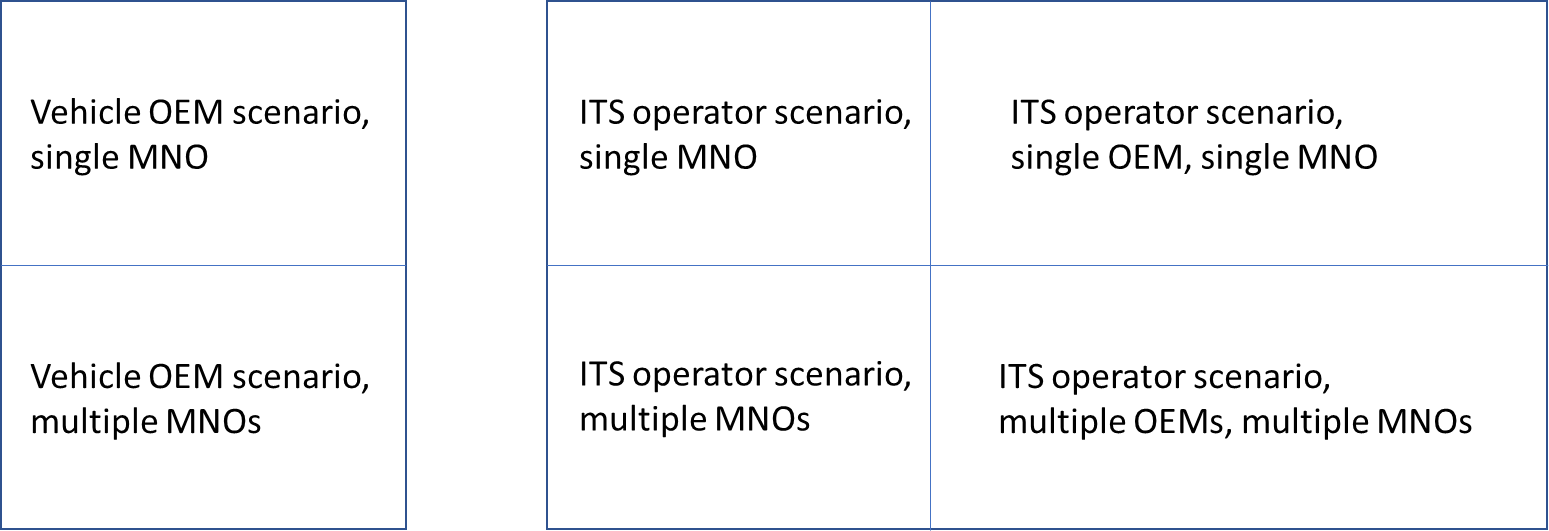 Vehicle OEM scenario,
single MNO
ITS operator scenario,
single MNO
ITS operator scenario,
single OEM, single MNO
Vehicle OEM scenario,
multiple MNOs
ITS operator scenario,
multiple MNOs
ITS operator scenario,
multiple OEMs, multiple MNOs